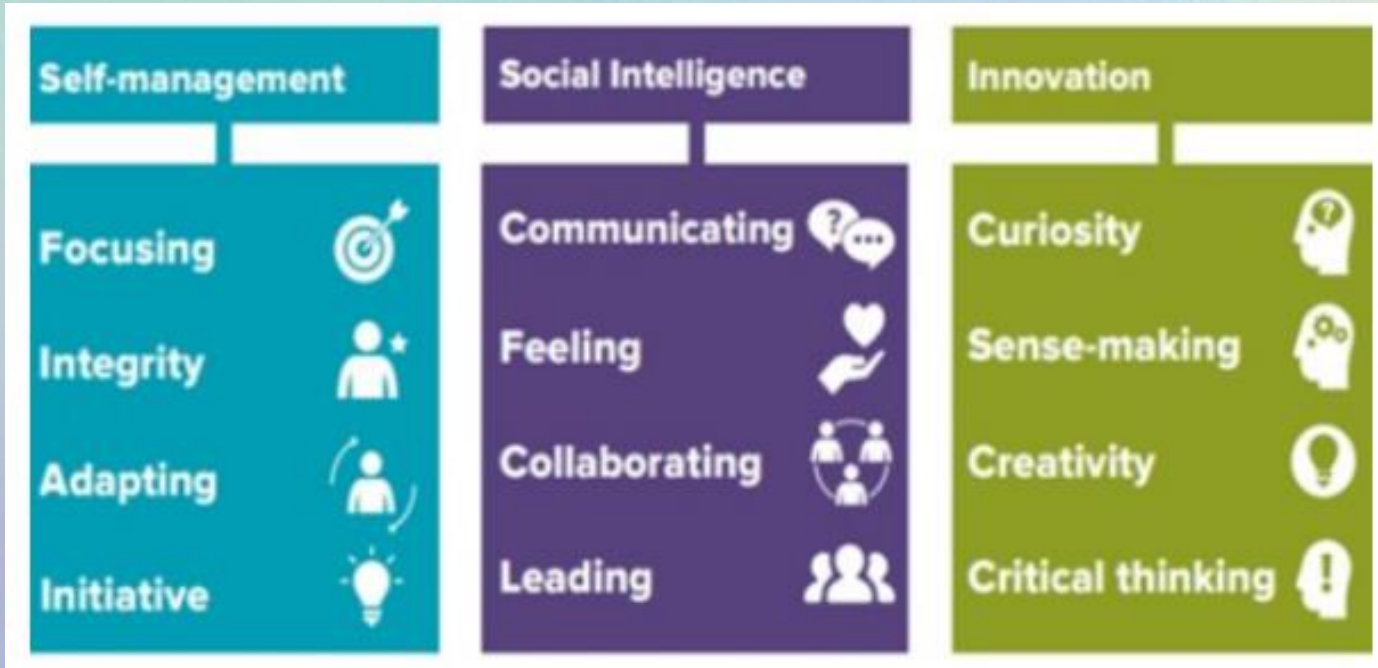 Self-management
Focusing
Integrity
Adapting
Initiative
Social Intelligence
Communicating
Feeling
Collaborating
Leading
Innovation
Curiosity
Sense-making
Creativity
Critical thinking